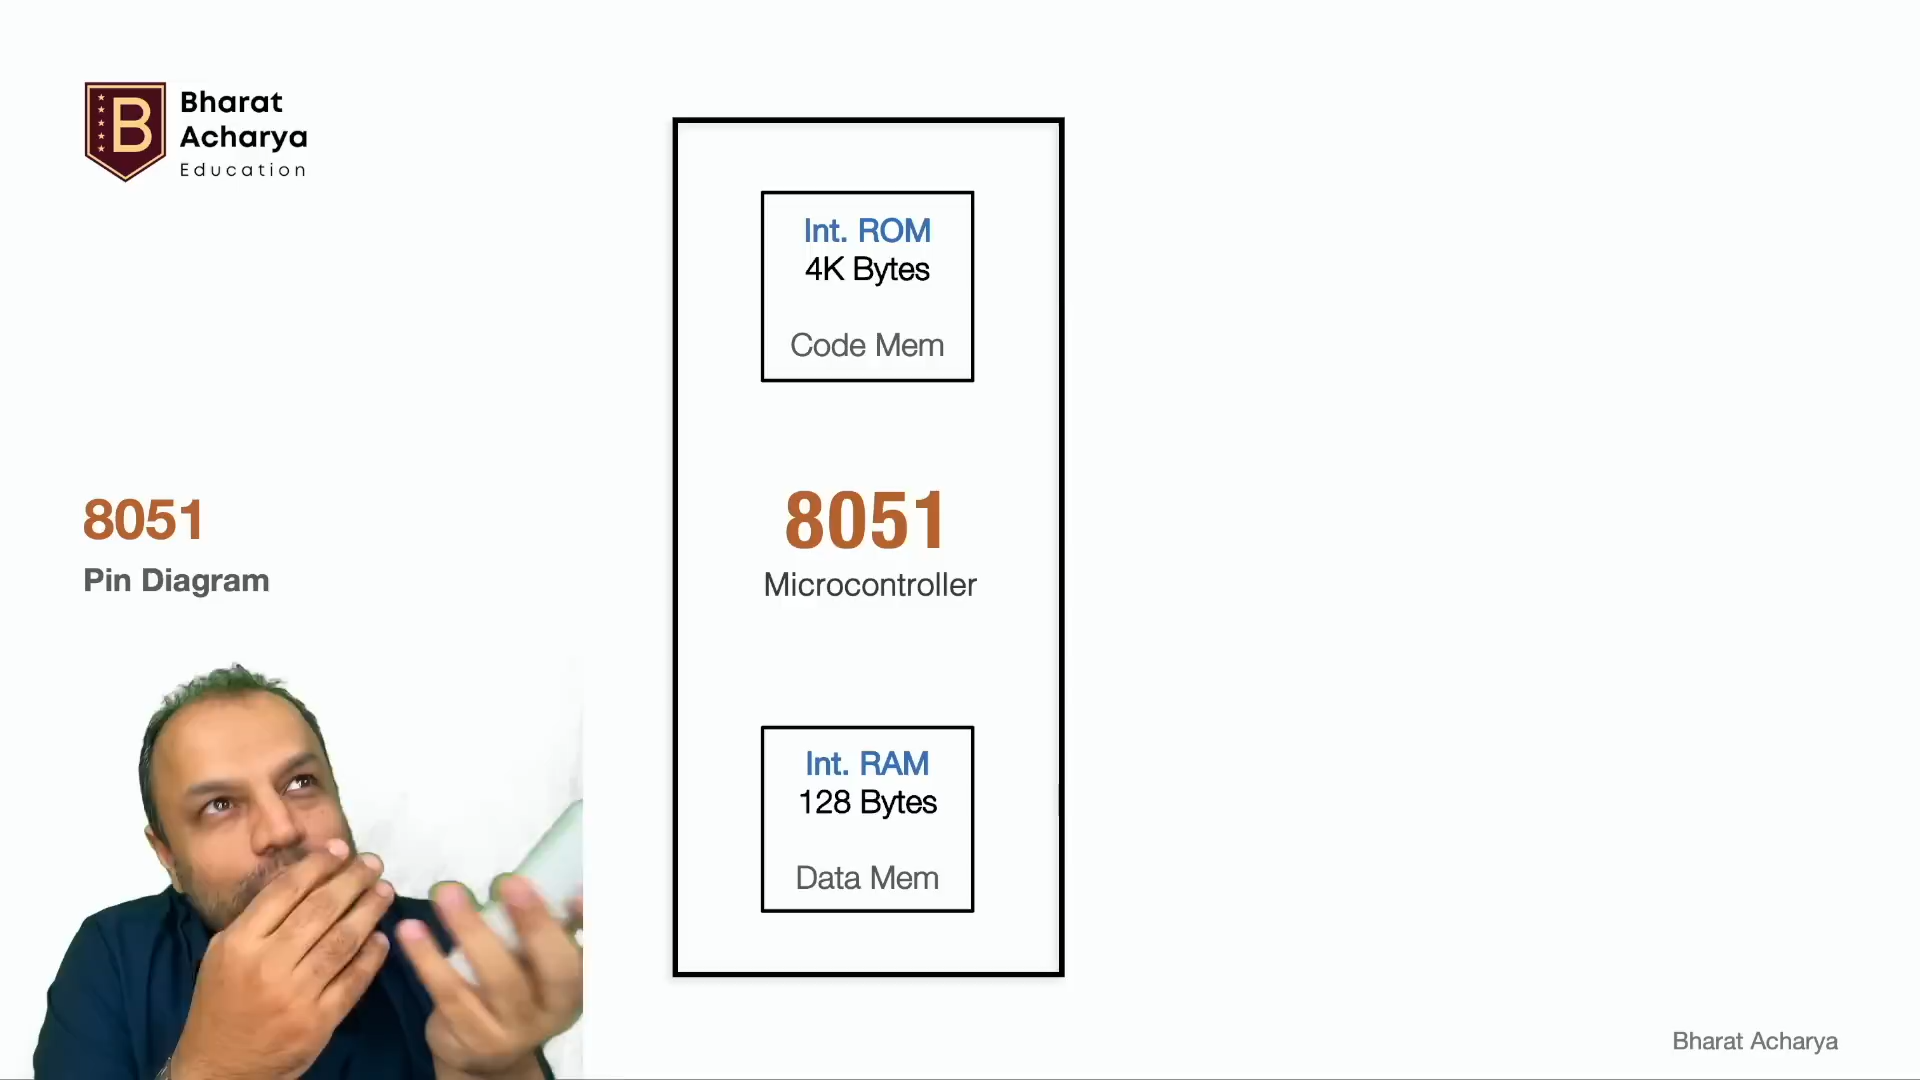 B
Bharat
Acharya
Education
8051
Pin Diagram
Int. ROM
4K Bytes
Code Mem
8051
Microcontroller
Int. RAM
128 Bytes
Data Mem
Bharat Acharya